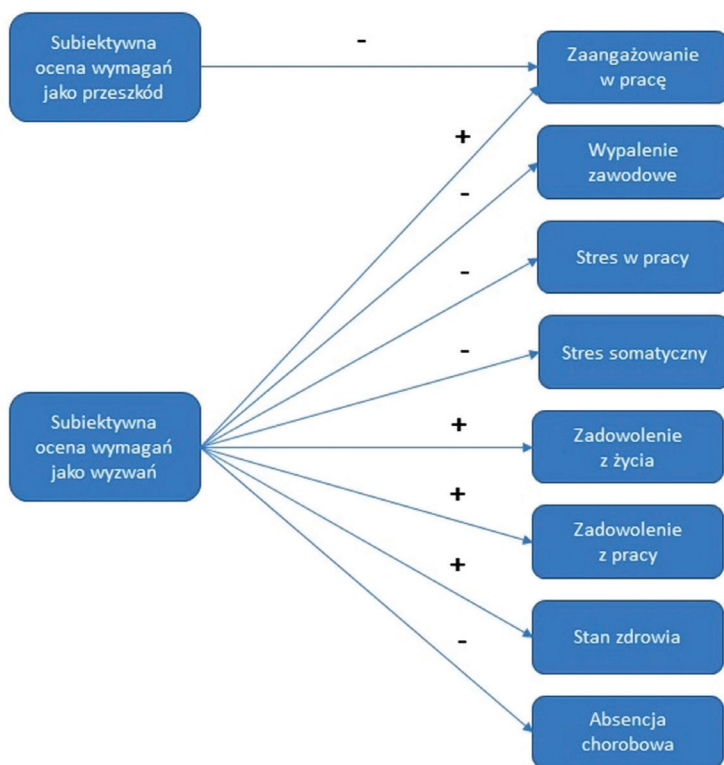 Subiektywna
ocena wymagań
jako przeszkód
-
Zaangażowanie
w pracę
+
Wypalenie
zawodowe
-
Stres w pracy
-
Stres somatyczny
-
Subiektywna
ocena wymagań
jako wyzwań
+
Zadowolenie
z życia
+
Zadowolenie
z pracy
+
Stan zdrowia
-
Absencja
chorobowa